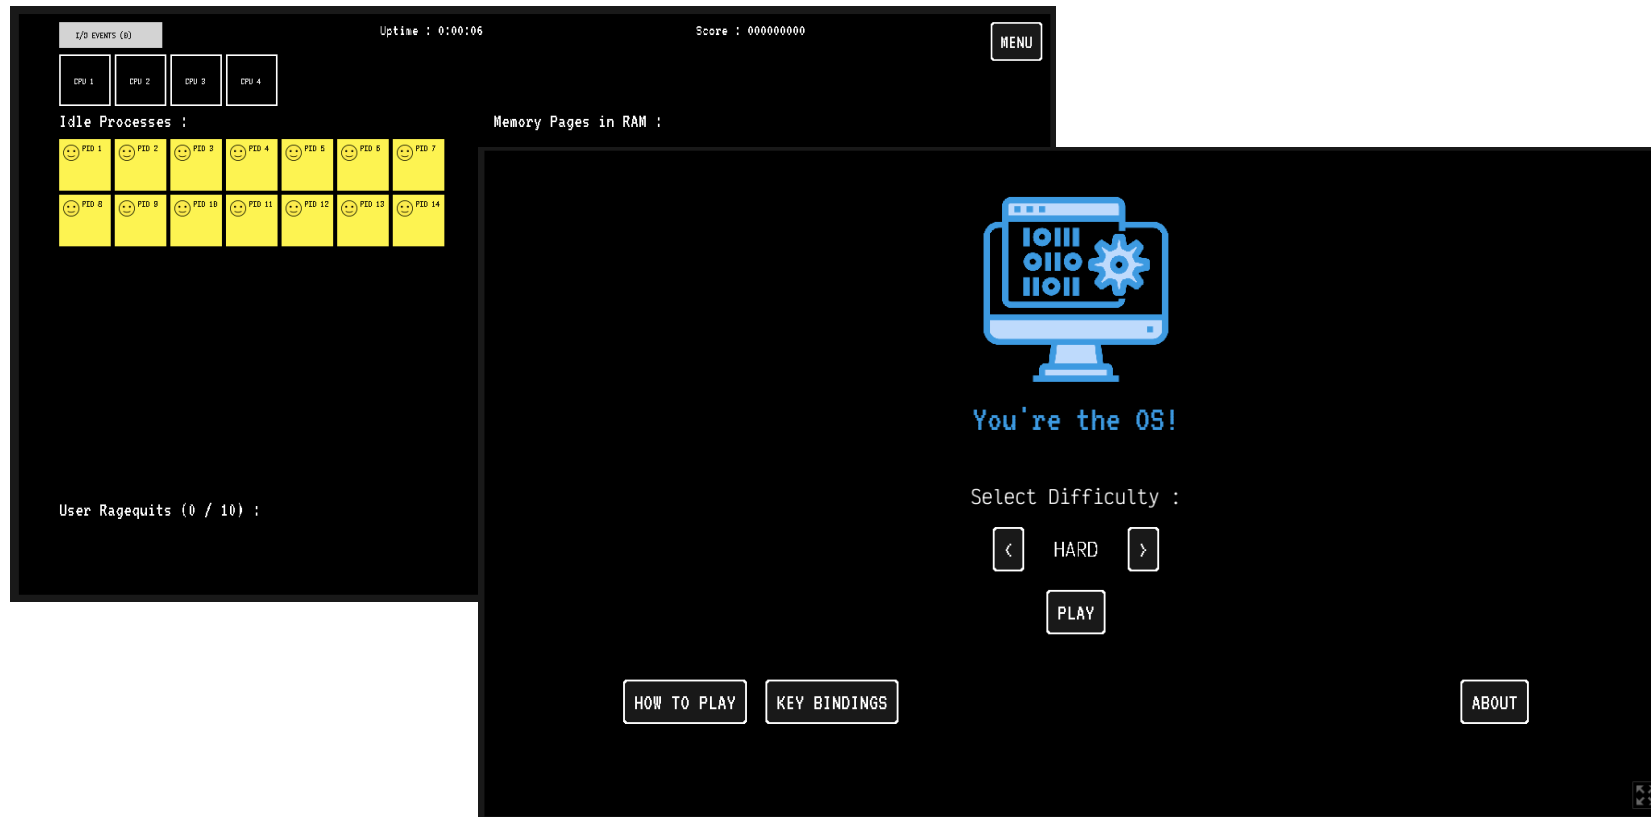 I/O EVENTS (0)
Uptime : 0:00:06
Score : 000000000
MENU
CPU 1
CPU 2
CPU 3
CPU 4
Idle Processes :
Memory Pages in RAM :
PID 1
PID 2
PID 3
PID 4
PID 5
PID 6
PID 7
PID 8
PID 9
PID 10
PID 11
PID 12
PID 13
PID 14
User Ragequits (0 / 10) :
10111
0110
11011
You're the OS!
Select Difficulty :
<
HARD
>
PLAY
HOW TO PLAY
KEY BINDINGS
ABOUT